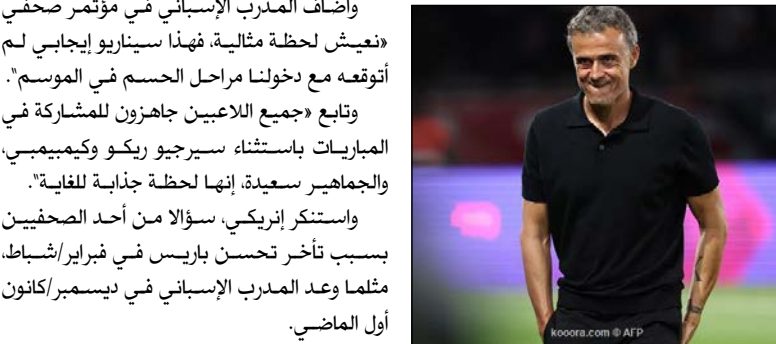 وأضاف المدرب الإسباني في مؤتمر صحفي
«نعيش لحظة مثالية، فهذا سيناريو إيجابي لم
أتوقعه مع دخولنا مراحل الحسم في الموسم".
وتابع «جميع اللاعبين جاهزون للمشاركة في
المباريات باستثناء سيرجيو ريكو وكيمبيمبي،
والجماهير سعيدة، إنها لحظة جذابة للغاية".
واستنكر إنريكي، سؤالا من أحد الصحفيين
بسبب تأخر تحسن باريس في فبراير/شباط،
مثلما وعد المدرب الإسباني في ديسمبر/كانون
أول الماضي.
kooora.com © AFP